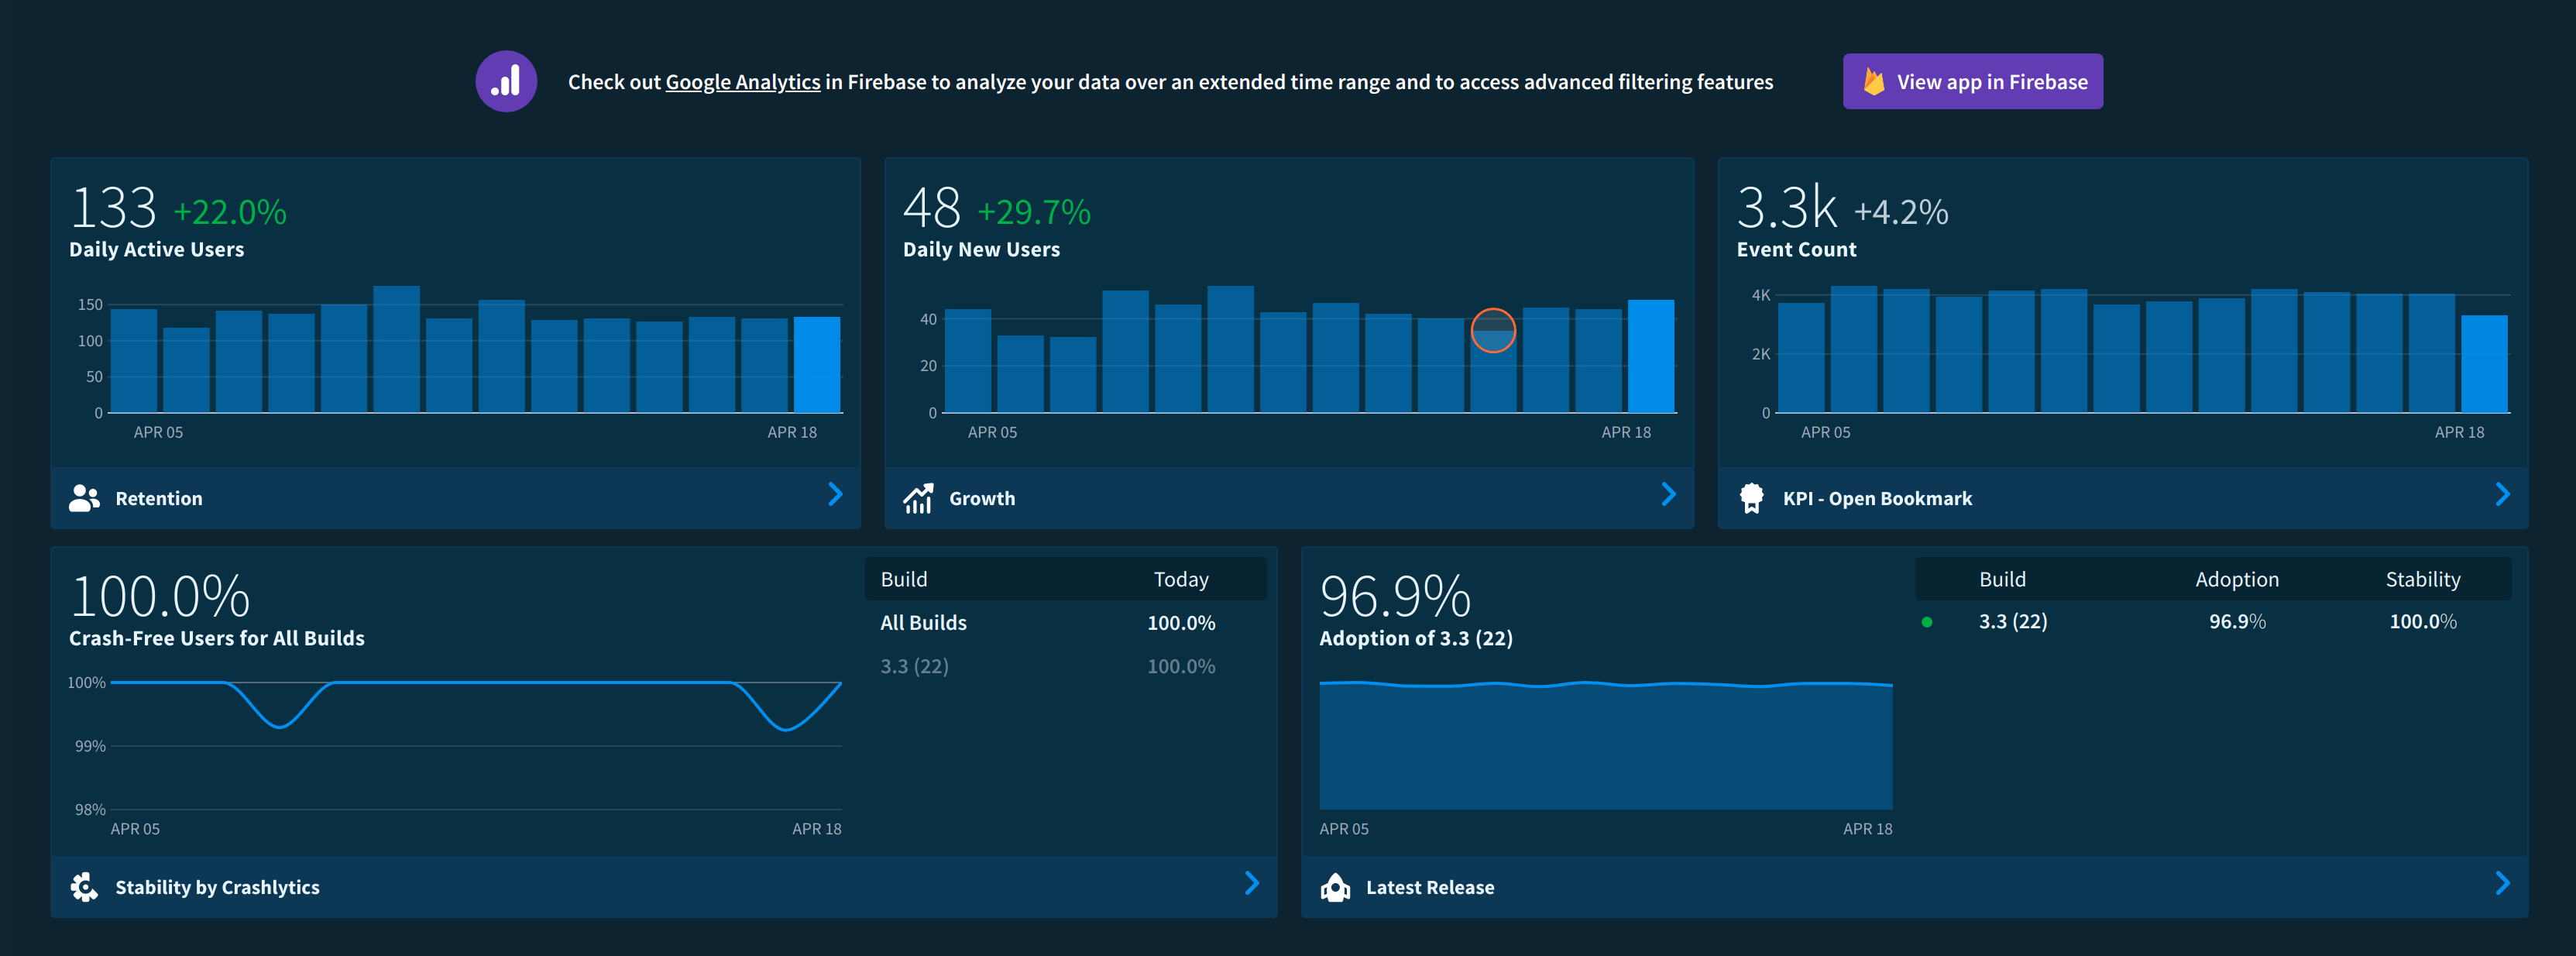 Check out Google Analytics in Firebase to analyze your data over an extended time range and to access advanced filtering features
View app in Firebase
133 +22.0%
Daily Active Users
150
100
50
0
APR 05 APR 18
Retention
48 +29.7%
Daily New Users
40
20
0
APR 05 APR 18
Growth
3.3k +4.2%
Event Count
4K
2K
0
APR 05 APR 18
KPI - Open Bookmark
100.0%
Crash-Free Users for All Builds
100%
99%
98%
APR 05 APR 18
Build Today
All Builds 100.0%
3.3 (22) 100.0%
Stability by Crashlytics
96.9%
Adoption of 3.3 (22)
APR 05 APR 18
Build Adoption Stability
3.3 (22) 96.9% 100.0%
Latest Release